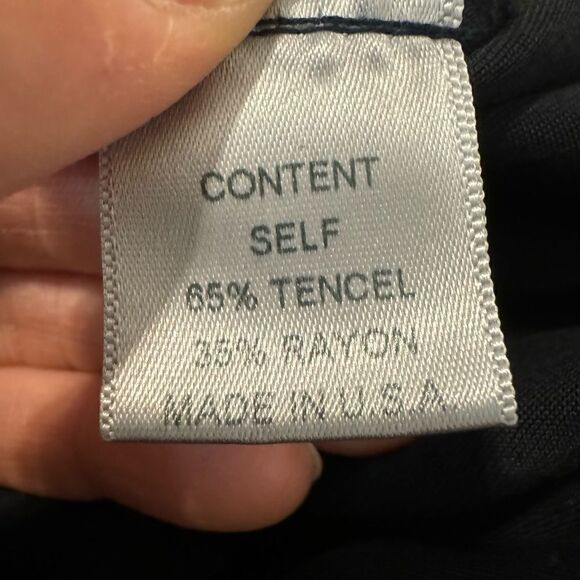 CONTENT
SELF
65% TENCEL
35% RAYON
MADE IN U.S.A.